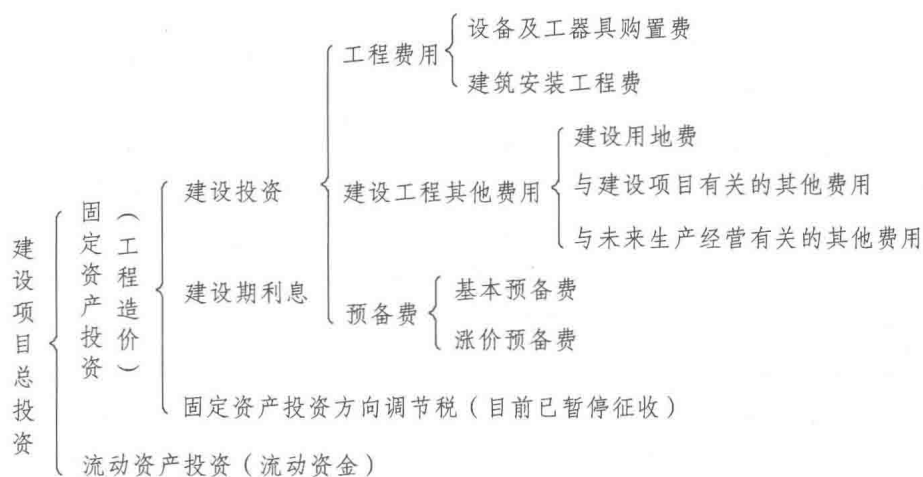 建设项目总投资
固定资产投资
（工程造价）
建设投资
工程费用
设备及工器具购置费
建筑安装工程费
建设工程其他费用
建设用地费
与建设项目有关的其他费用
与未来生产经营有关的其他费用
预备费
基本预备费
涨价预备费
建设期利息
固定资产投资方向调节税（目前已暂停征收）
流动资产投资（流动资金）